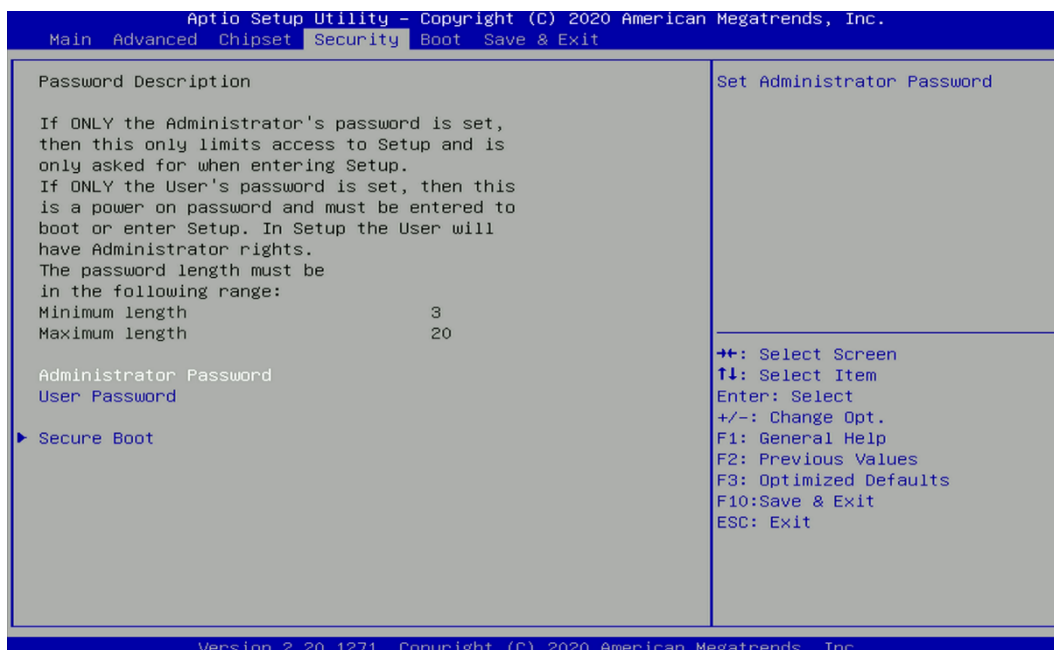 Aptio Setup Utility – Copyright (C) 2020 American Megatrends, Inc.
Main Advanced Chipset Security Boot Save & Exit
Password Description
If ONLY the Administrator's password is set,
then this only limits access to Setup and is
only asked for when entering Setup.
If ONLY the User's password is set, then this
is a power on password and must be entered to
boot or enter Setup. In Setup the User will
have Administrator rights.
The password length must be
in the following range:
Minimum length 3
Maximum length 20
Administrator Password
User Password
Secure Boot
Set Administrator Password
→←: Select Screen
↑↓: Select Item
Enter: Select
+/-: Change Opt.
F1: General Help
F2: Previous Values
F3: Optimized Defaults
F10:Save & Exit
ESC: Exit
Version 2.20.1271. Copyright (C) 2020 American Megatrends, Inc.